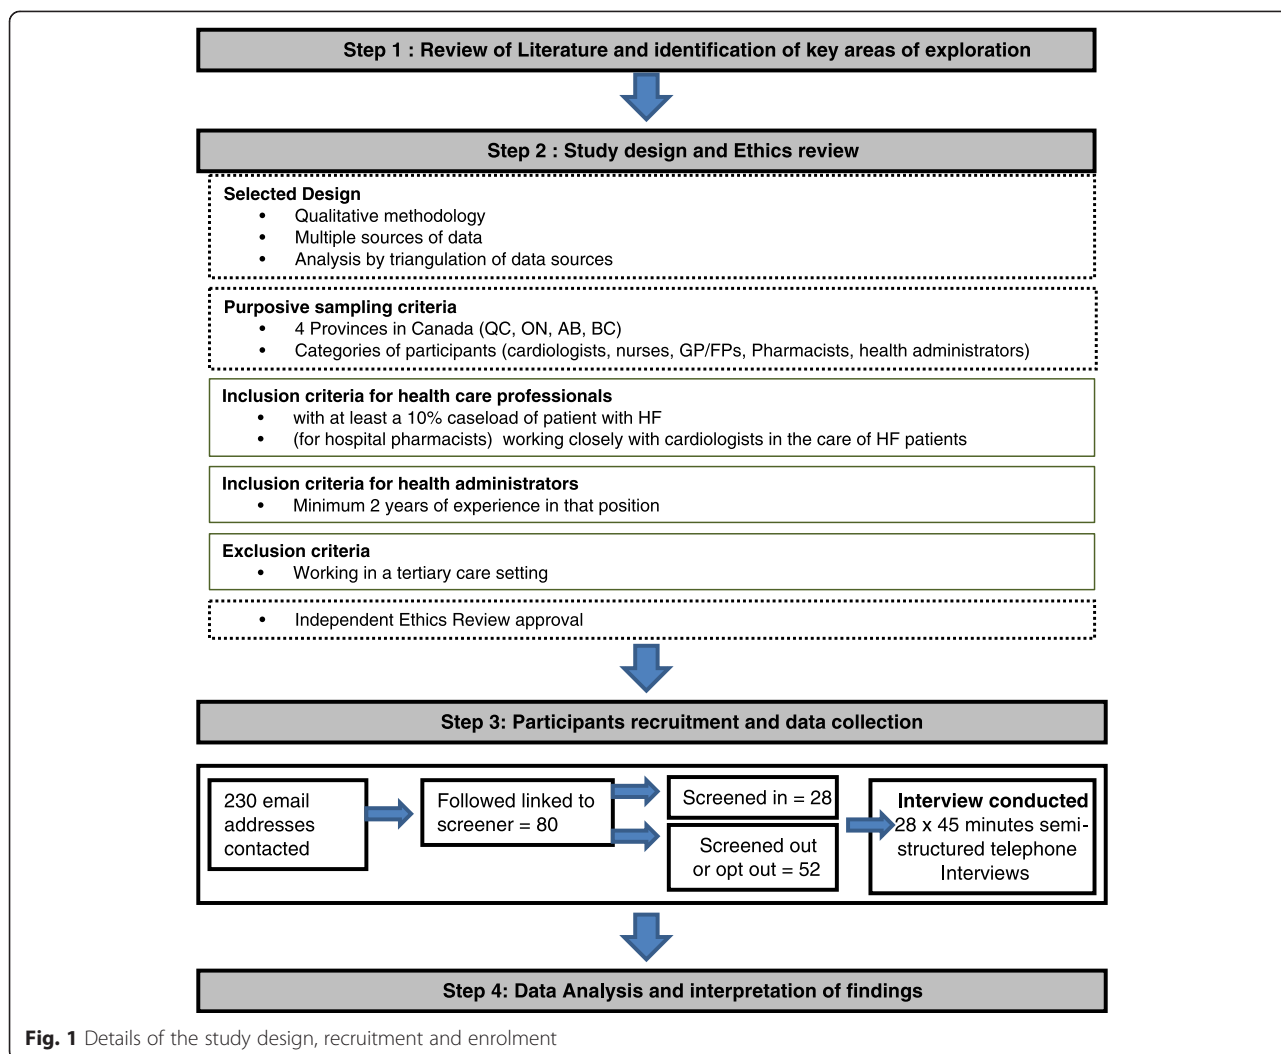 Step 1 : Review of Literature and identification of key areas of exploration
Step 2 : Study design and Ethics review
Selected Design
• Qualitative methodology
• Multiple sources of data
• Analysis by triangulation of data sources
Purposive sampling criteria
• 4 Provinces in Canada (QC, ON, AB, BC)
• Categories of participants (cardiologists, nurses, GP/FPs, Pharmacists, health administrators)
Inclusion criteria for health care professionals
• with at least a 10% caseload of patient with HF
• (for hospital pharmacists) working closely with cardiologists in the care of HF patients
Inclusion criteria for health administrators
• Minimum 2 years of experience in that position
Exclusion criteria
• Working in a tertiary care setting
• Independent Ethics Review approval
Step 3: Participants recruitment and data collection
230 email
addresses
contacted
Followed linked to
screener = 80
Screened in = 28
Screened out
or opt out = 52
Interview conducted
28 x 45 minutes semi-
structured telephone
Interviews
Step 4: Data Analysis and interpretation of findings
Fig. 1 Details of the study design, recruitment and enrolment